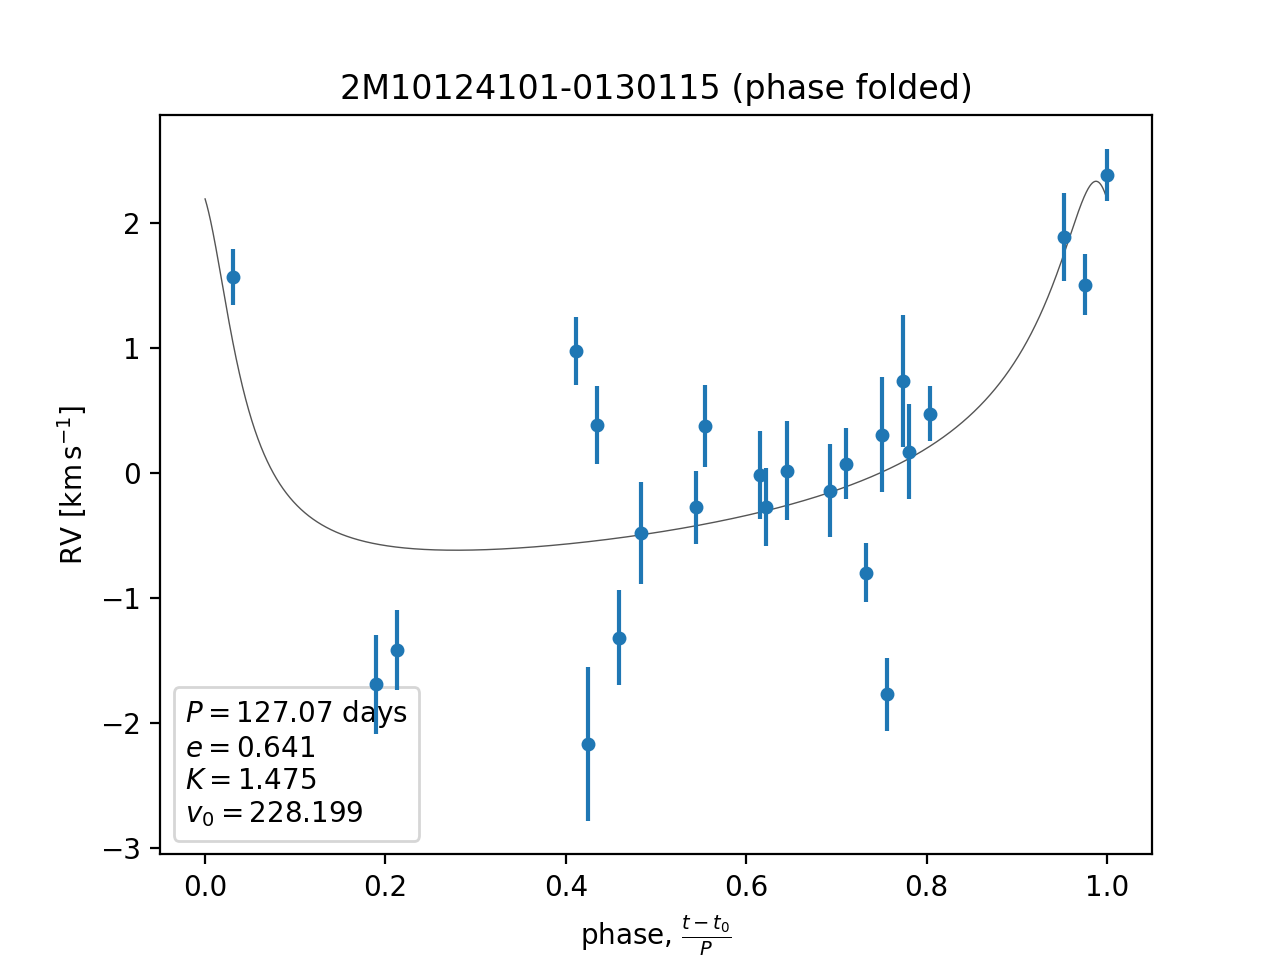 2M10124101-0130115 (phase folded)
RV [km s⁻¹]
2
1
0
−1
−2
−3
P = 127.07 days
e = 0.641
K = 1.475
v₀ = 228.199
0.0 0.2 0.4 0.6 0.8 1.0
phase, (t − t₀)/P